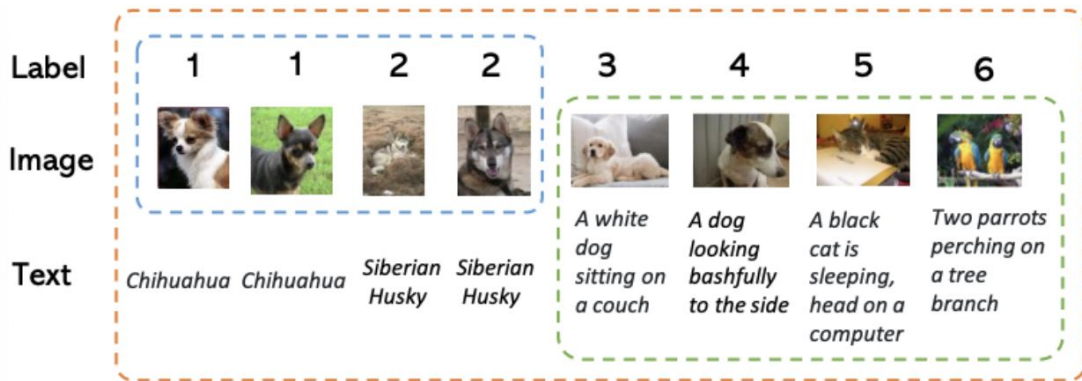 Label 1 1 2 2 3 4 5 6
Image
Text
Chihuahua
Chihuahua
Siberian
Husky
Siberian
Husky
A white
dog
sitting on
a couch
A dog
looking
bashfully
to the side
A black
cat is
sleeping,
head on a
computer
Two parrots
perching on
a tree
branch